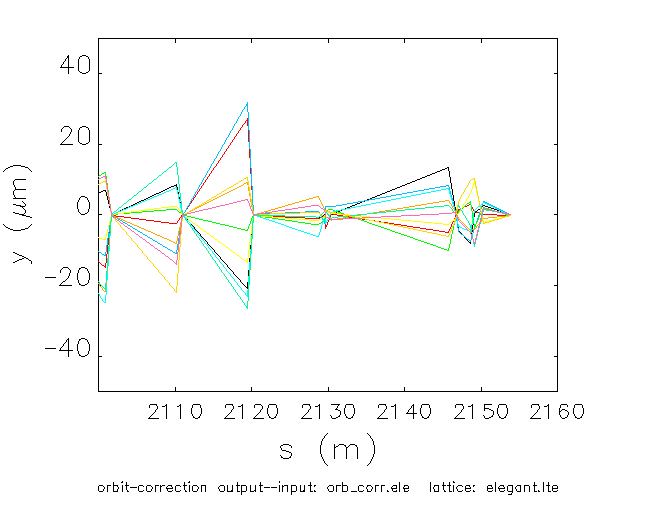 40
20
0
-20
-40
y (μm)
2110 2120 2130 2140 2150 2160
s (m)
orbit-correction output--input: orb_corr.ele lattice: elegant.lte